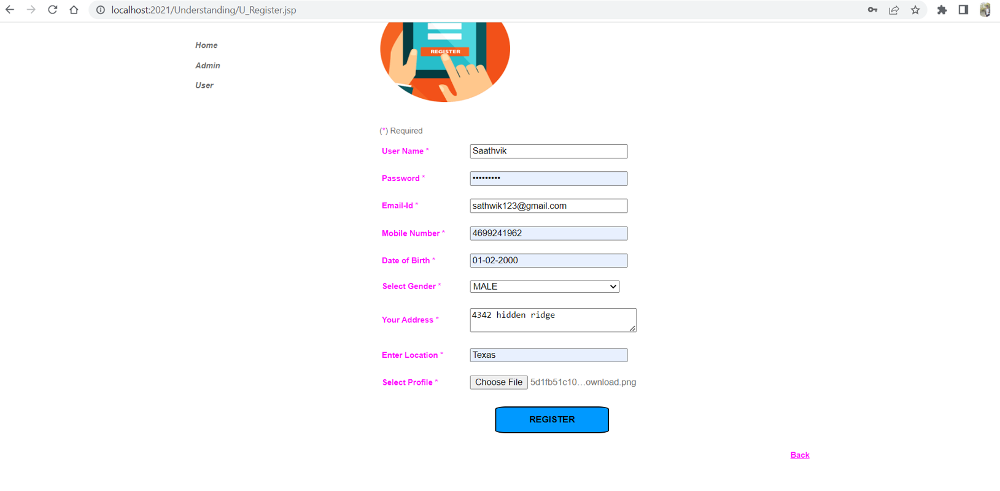 localhost:2021/Understanding/U_Register.jsp
Home
Admin
User
REGISTER
(*) Required
User Name * Saathvik
Password * •••••••••
Email-Id * sathwik123@gmail.com
Mobile Number * 4699241962
Date of Birth * 01-02-2000
Select Gender * MALE
Your Address * 4342 hidden ridge
Enter Location * Texas
Select Profile * Choose File 5d1fb51c10...ownload.png
REGISTER
Back